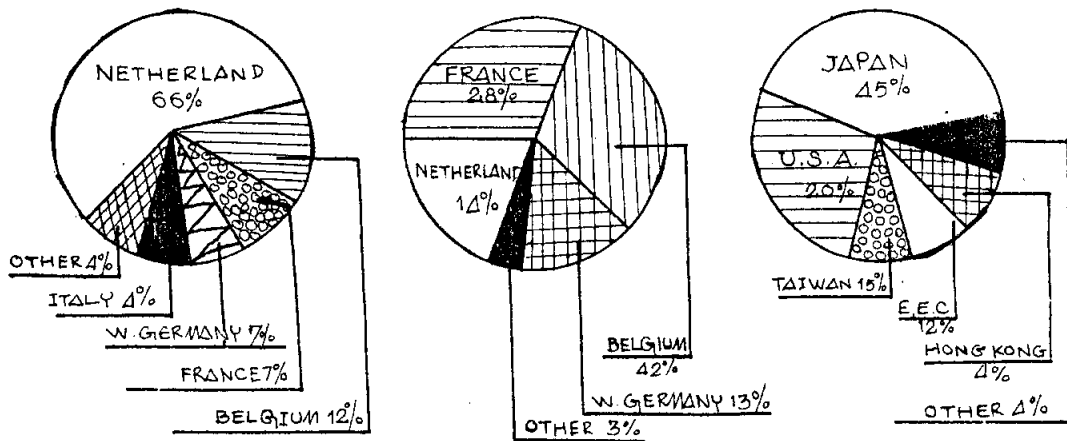 NETHERLAND
66%
OTHER 4%
ITALY 4%
W. GERMANY 7%
FRANCE 7%
BELGIUM 12%
FRANCE
28%
NETHERLAND
14%
BELGIUM
42%
W. GERMANY 13%
OTHER 3%
JAPAN
45%
U.S.A.
20%
TAIWAN 15%
E.E.C
12%
HONG KONG
4%
OTHER 4%